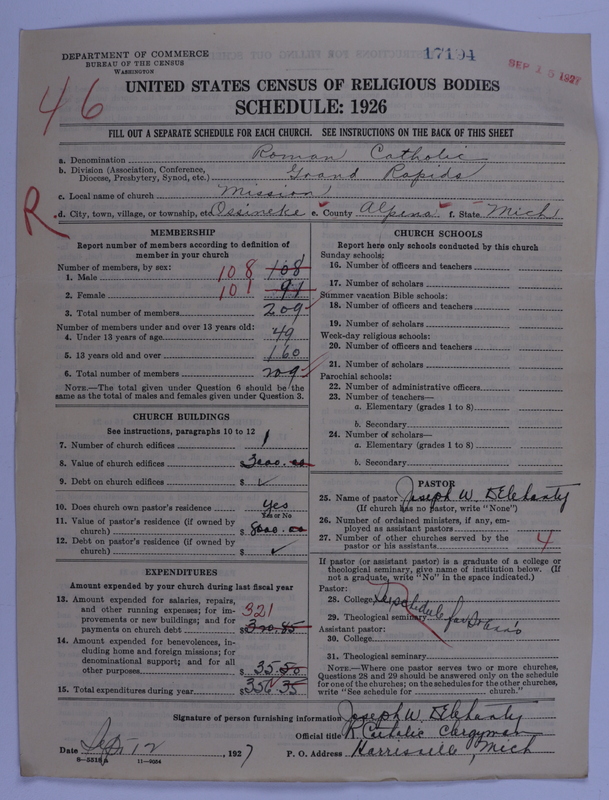 DEPARTMENT OF COMMERCE
BUREAU OF THE CENSUS
WASHINGTON
17194
SEP 15 1927
46
UNITED STATES CENSUS OF RELIGIOUS BODIES
SCHEDULE: 1926
FILL OUT A SEPARATE SCHEDULE FOR EACH CHURCH. SEE INSTRUCTIONS ON THE BACK OF THIS SHEET
a. Denomination Roman Catholic
b. Division (Association, Conference, Diocese, Presbytery, Synod, etc.) Grand Rapids
c. Local name of church Mission
R
d. City, town, village, or township, etc. Ossineke e. County Alpena f. State Mich
MEMBERSHIP
Report number of members according to definition of
member in your church
Number of members, by sex:
1. Male 108 108
2. Female 101 91
3. Total number of members 209
Number of members under and over 13 years old:
4. Under 13 years of age 49
5. 13 years old and over 160
6. Total number of members 209
NOTE.—The total given under Question 6 should be the
same as the total of males and females given under Question 3.
CHURCH BUILDINGS
See instructions, paragraphs 10 to 12
7. Number of church edifices 1
8. Value of church edifices $3000.00
9. Debt on church edifices $ ✓
10. Does church own pastor's residence yes
Yes or No
11. Value of pastor's residence (if owned by
church) $8000.00
12. Debt on pastor's residence (if owned by
church) $ ✓
EXPENDITURES
Amount expended by your church during last fiscal year
13. Amount expended for salaries, repairs,
and other running expenses; for im-
provements or new buildings; and for
payments on church debt 321 $320.85
14. Amount expended for benevolences, in-
cluding home and foreign missions; for
denominational support; and for all
other purposes 35.50
15. Total expenditures during year $356.35
CHURCH SCHOOLS
Report here only schools conducted by this church
Sunday schools:
16. Number of officers and teachers
17. Number of scholars
Summer vacation Bible schools:
18. Number of officers and teachers
19. Number of scholars
Week-day religious schools:
20. Number of officers and teachers
21. Number of scholars
Parochial schools:
22. Number of administrative officers
23. Number of teachers—
a. Elementary (grades 1 to 8)
b. Secondary
24. Number of scholars—
a. Elementary (grades 1 to 8)
b. Secondary
PASTOR
25. Name of pastor Joseph W. DElehanty
(If church has no pastor, write "None")
26. Number of ordained ministers, if any, em-
ployed as assistant pastors
27. Number of other churches served by the
pastor or his assistants 4
If pastor (or assistant pastor) is a graduate of a college or
theological seminary, give name of institution below. (If
not a graduate, write "No" in the space indicated.)
Pastor:
28. College
schedule for
29. Theological seminary
Assistant pastor:
30. College
31. Theological seminary
NOTE.—Where one pastor serves two or more churches,
Questions 28 and 29 should be answered only on the schedule
for one of the churches; on the schedules for the other churches,
write "See schedule for church."
Signature of person furnishing information Joseph W. DElehanty
Official title R Catholic Clergyman
Date Sept 12, 1927
P. O. Address Harrisville, Mich
8—5518 A 11—9054